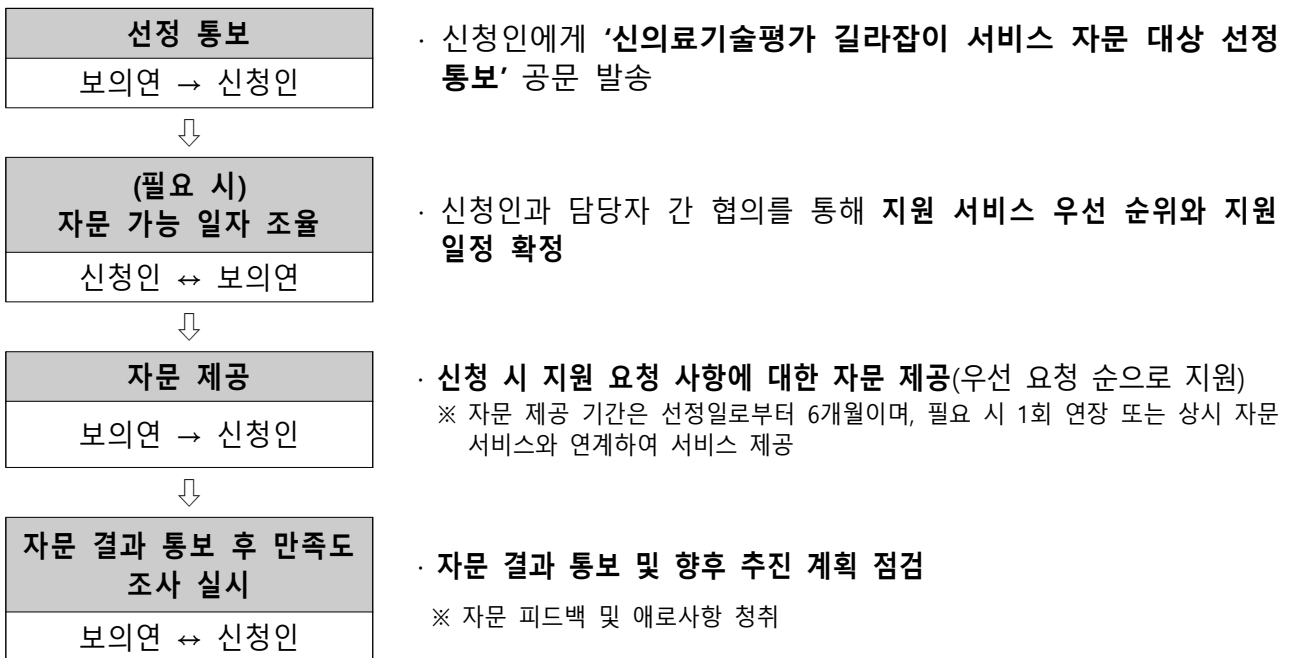 선정 통보
보의연 → 신청인
· 신청인에게 ‘신의료기술평가 길라잡이 서비스 자문 대상 선정
통보’ 공문 발송
⇩
(필요 시)
자문 가능 일자 조율
신청인 ↔ 보의연
· 신청인과 담당자 간 협의를 통해 지원 서비스 우선 순위와 지원
일정 확정
⇩
자문 제공
보의연 → 신청인
· 신청 시 지원 요청 사항에 대한 자문 제공(우선 요청 순으로 지원)
※ 자문 제공 기간은 선정일로부터 6개월이며, 필요 시 1회 연장 또는 상시 자문
서비스와 연계하여 서비스 제공
⇩
자문 결과 통보 후 만족도
조사 실시
보의연 ↔ 신청인
· 자문 결과 통보 및 향후 추진 계획 점검
※ 자문 피드백 및 애로사항 청취